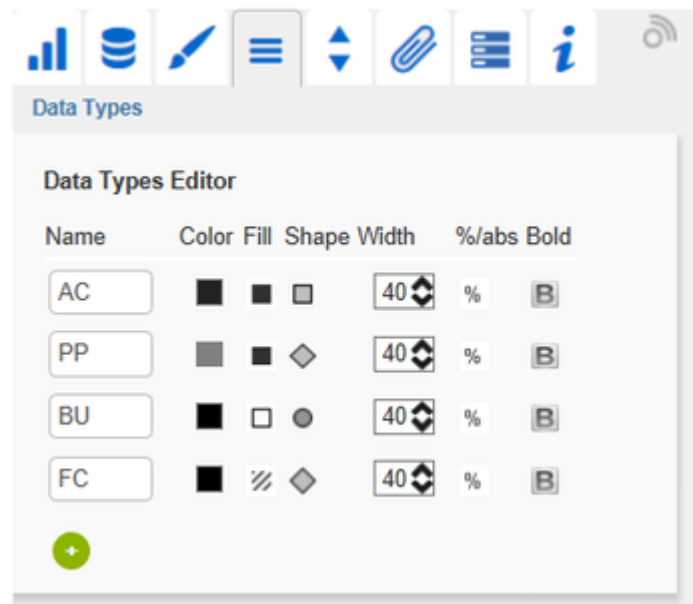 Data Types
Data Types Editor
Name Color Fill Shape Width %/abs Bold
AC 40 % B
PP 40 % B
BU 40 % B
FC 40 % B
+